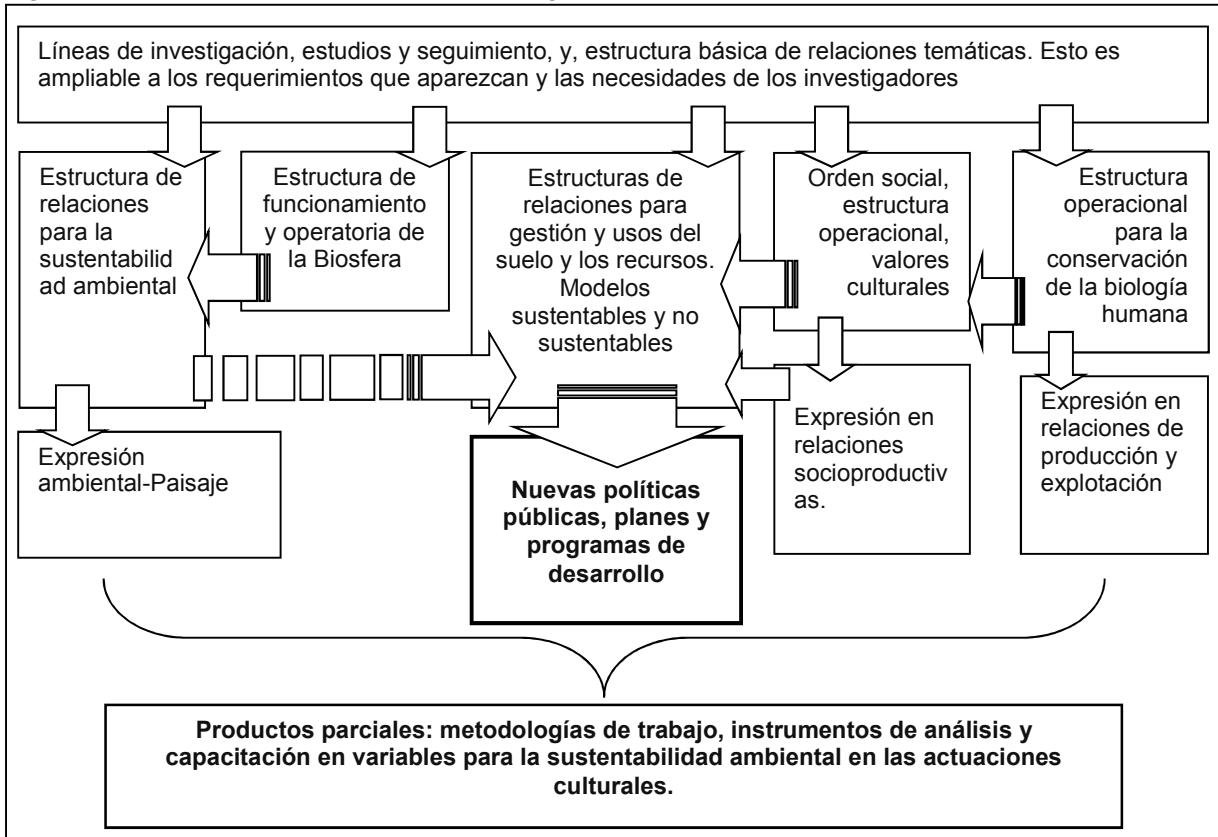 Líneas de investigación, estudios y seguimiento, y, estructura básica de relaciones temáticas. Esto es
ampliable a los requerimientos que aparezcan y las necesidades de los investigadores
Estructura de
relaciones
para la
sustentabilid
ad ambiental
Estructura de
funcionamiento
y operatoria de
la Biosfera
Estructuras de
relaciones para
gestión y usos del
suelo y los recursos.
Modelos
sustentables y no
sustentables
Orden social,
estructura
operacional,
valores
culturales
Estructura
operacional
para la
conservación
de la biología
humana
Expresión
ambiental-Paisaje
Nuevas políticas
públicas, planes y
programas de
desarrollo
Expresión en
relaciones
socioproductiv
as.
Expresión en
relaciones de
producción y
explotación
Productos parciales: metodologías de trabajo, instrumentos de análisis y
capacitación en variables para la sustentabilidad ambiental en las actuaciones
culturales.